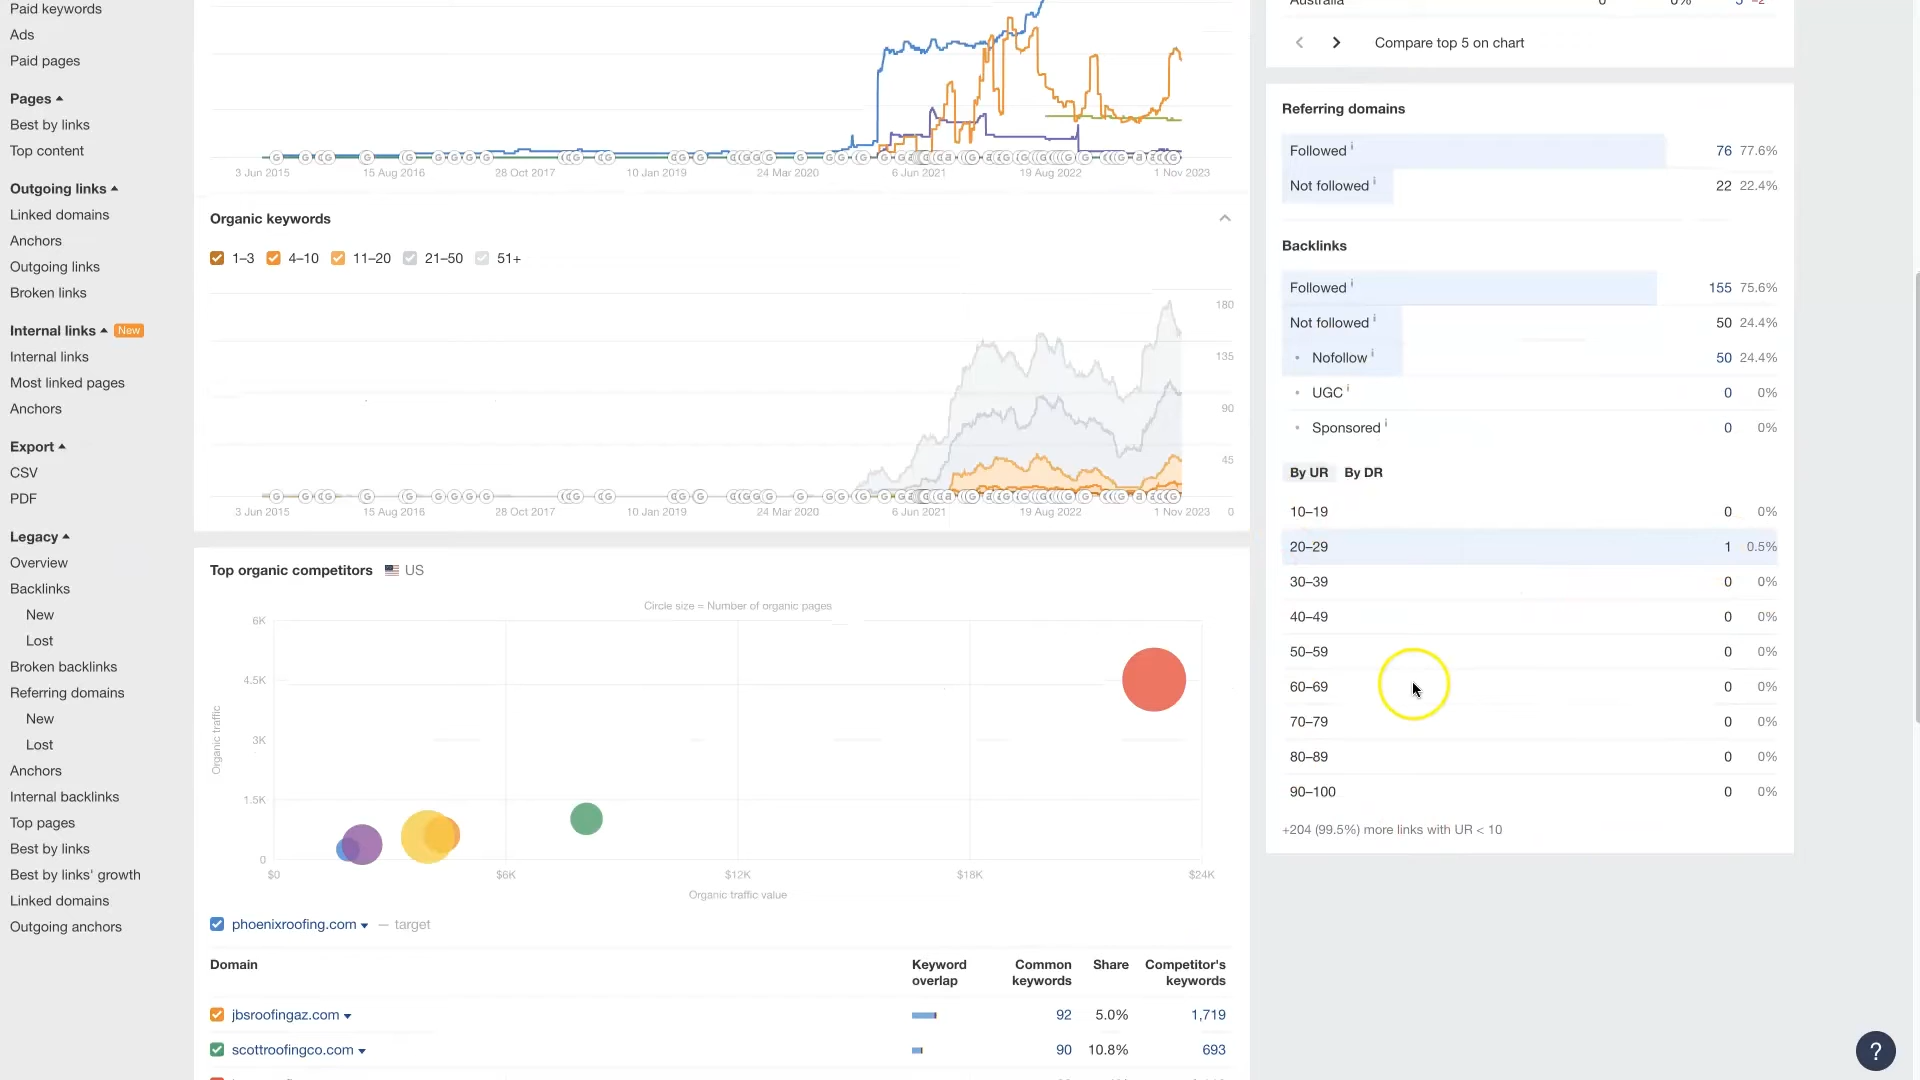 Paid keywords
Ads
Paid pages
Pages
Best by links
Top content
Outgoing links
Linked domains
Anchors
Outgoing links
Broken links
Internal links New
Internal links
Most linked pages
Anchors
Export
CSV
PDF
Legacy
Overview
Backlinks
New
Lost
Broken backlinks
Referring domains
New
Lost
Anchors
Internal backlinks
Top pages
Best by links
Best by links' growth
Linked domains
Outgoing anchors
3 Jun 2015 15 Aug 2016 28 Oct 2017 10 Jan 2019 24 Mar 2020 6 Jun 2021 19 Aug 2022 1 Nov 2023
Organic keywords
1–3 4–10 11–20 21–50 51+
180
135
90
45
3 Jun 2015 15 Aug 2016 28 Oct 2017 10 Jan 2019 24 Mar 2020 6 Jun 2021 19 Aug 2022 1 Nov 2023 0
Top organic competitors US
Circle size = Number of organic pages
6K
4.5K
3K
1.5K
0
Organic traffic
$0 $6K $12K $18K $24K
Organic traffic value
phoenixroofing.com — target
Domain Keyword overlap Common keywords Share Competitor's keywords
jbsroofingaz.com 92 5.0% 1,719
scottroofingco.com 90 10.8% 693
Australia 0 0% 5 −2
Compare top 5 on chart
Referring domains
Followed i 76 77.6%
Not followed i 22 22.4%
Backlinks
Followed i 155 75.6%
Not followed i 50 24.4%
• Nofollow i 50 24.4%
• UGC i 0 0%
• Sponsored i 0 0%
By UR By DR
10–19 0 0%
20–29 1 0.5%
30–39 0 0%
40–49 0 0%
50–59 0 0%
60–69 0 0%
70–79 0 0%
80–89 0 0%
90–100 0 0%
+204 (99.5%) more links with UR < 10
?